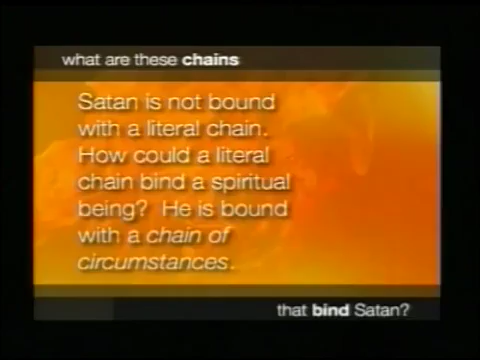 what are these chains
Satan is not bound
with a literal chain.
How could a literal
chain bind a spiritual
being?  He is bound
with a chain of
circumstances.
that bind Satan?